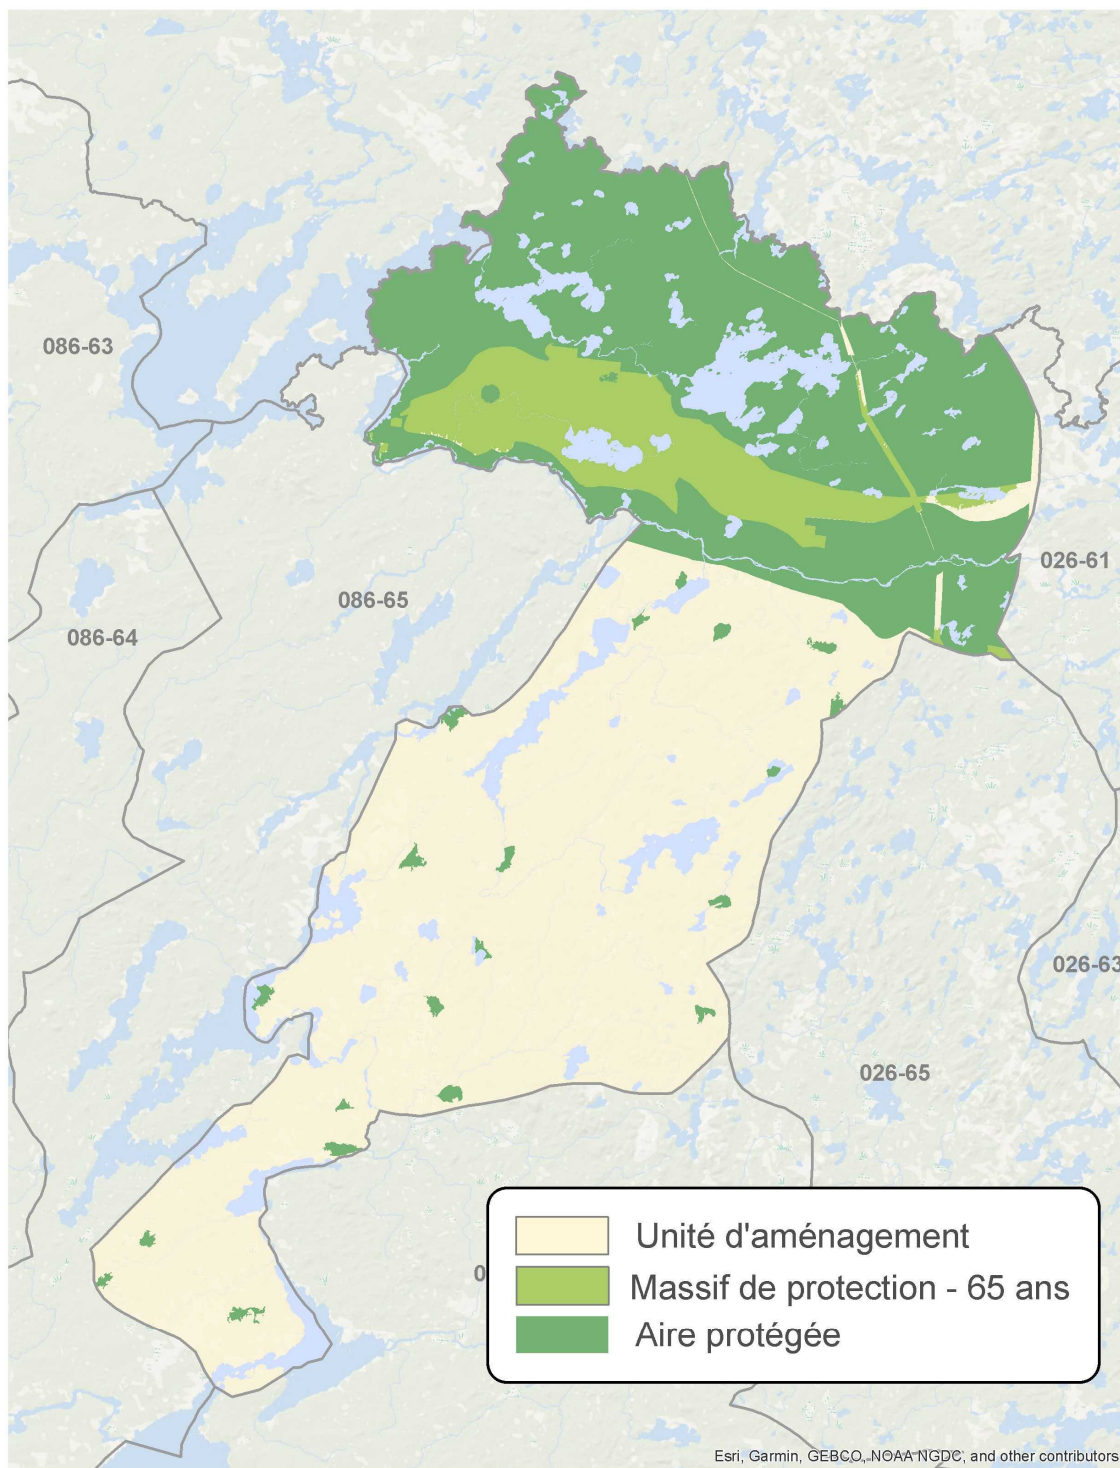 086-63
026-61
086-65
086-64
026-63
026-65
Unité d'aménagement
Massif de protection - 65 ans
Aire protégée
Esri, Garmin, GEBCO, NOAA NGDC, and other contributors